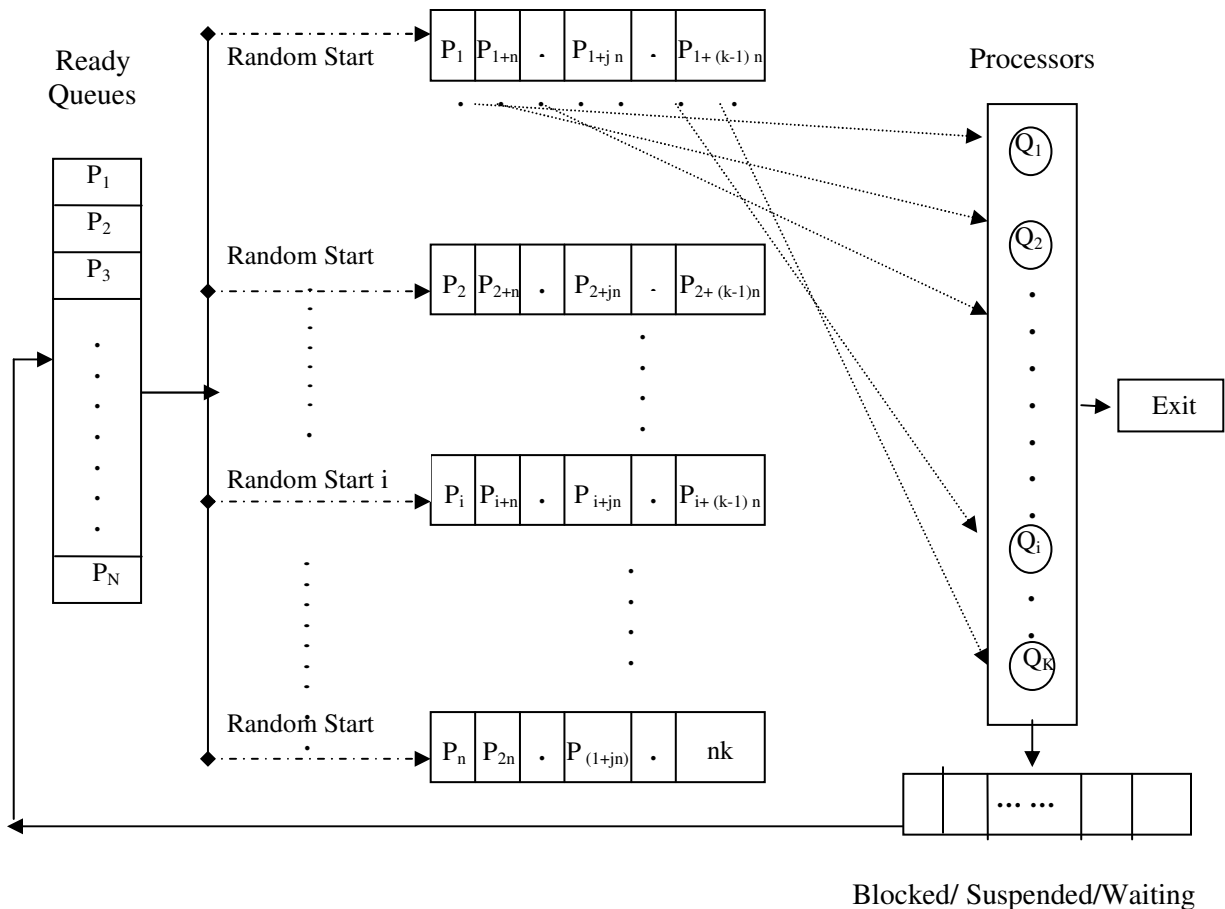 Ready
Queues
P₁
P₂
P₃
P_N
Random Start
P₁ P₁₊ₙ . P₁₊ⱼ ₙ . P₁₊ ₍ₖ₋₁₎ ₙ
Random Start
P₂ P₂₊ₙ . P₂₊ⱼₙ . P₂₊ ₍ₖ₋₁₎ₙ
Random Start i
Pᵢ Pᵢ₊ₙ . P ᵢ₊ⱼₙ . Pᵢ₊ ₍ₖ₋₁₎ ₙ
Random Start
Pₙ P₂ₙ . P ₍₁₊ⱼₙ₎ . nk
Processors
Q₁
Q₂
Qᵢ
Q_K
Exit
... ...
Blocked/ Suspended/Waiting